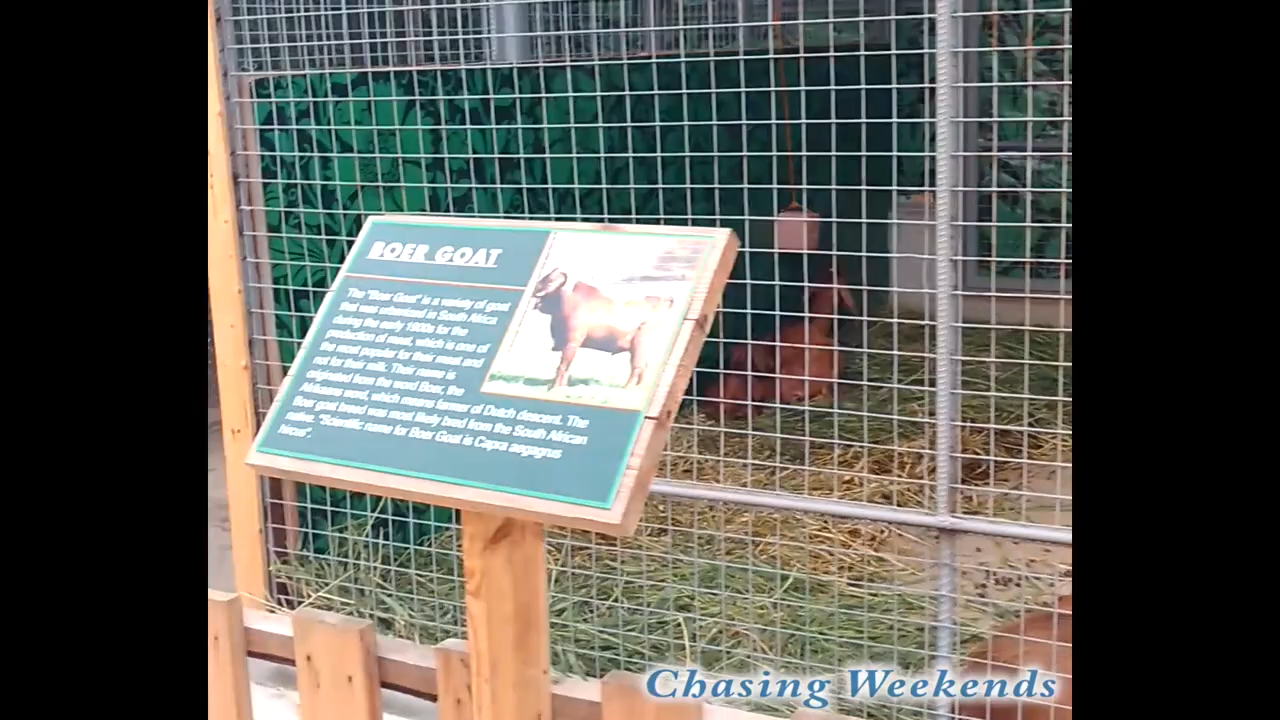 BOER GOAT
The "Boer Goat" is a variety of goat
that was urbanized in South Africa
during the early 1900s for the
production of meat, which is one of
the most popular for their meat and
not for their milk. Their name is
originated from the word Boer, the
Afrikaans word, which means farmer of Dutch descent. The
Boer goat breed was most likely bred from the South African
native. "Scientific name for Boer Goat is Capra aegagrus
hircus".
Chasing Weekends